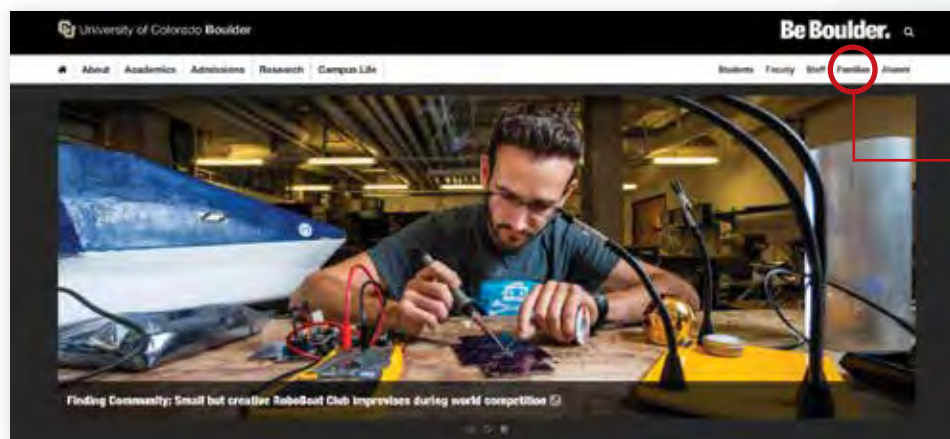 University of Colorado Boulder
Be Boulder.
About Academics Admissions Research Campus Life
Students Faculty Staff Families Alumni
Finding Community: Small but creative RoboBoat Club improvises during world competition